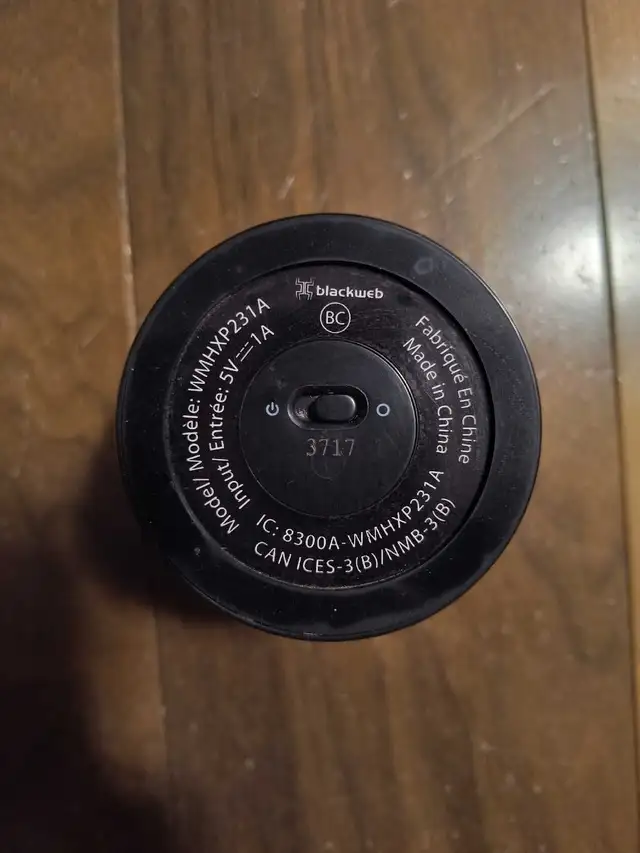 blackweb
BC
Model/ Modèle: WMHXP231A
Input/ Entrée: 5V⎓1A
Fabriqué En Chine
Made in China
3717
IC: 8300A-WMHXP231A
CAN ICES-3(B)/NMB-3(B)